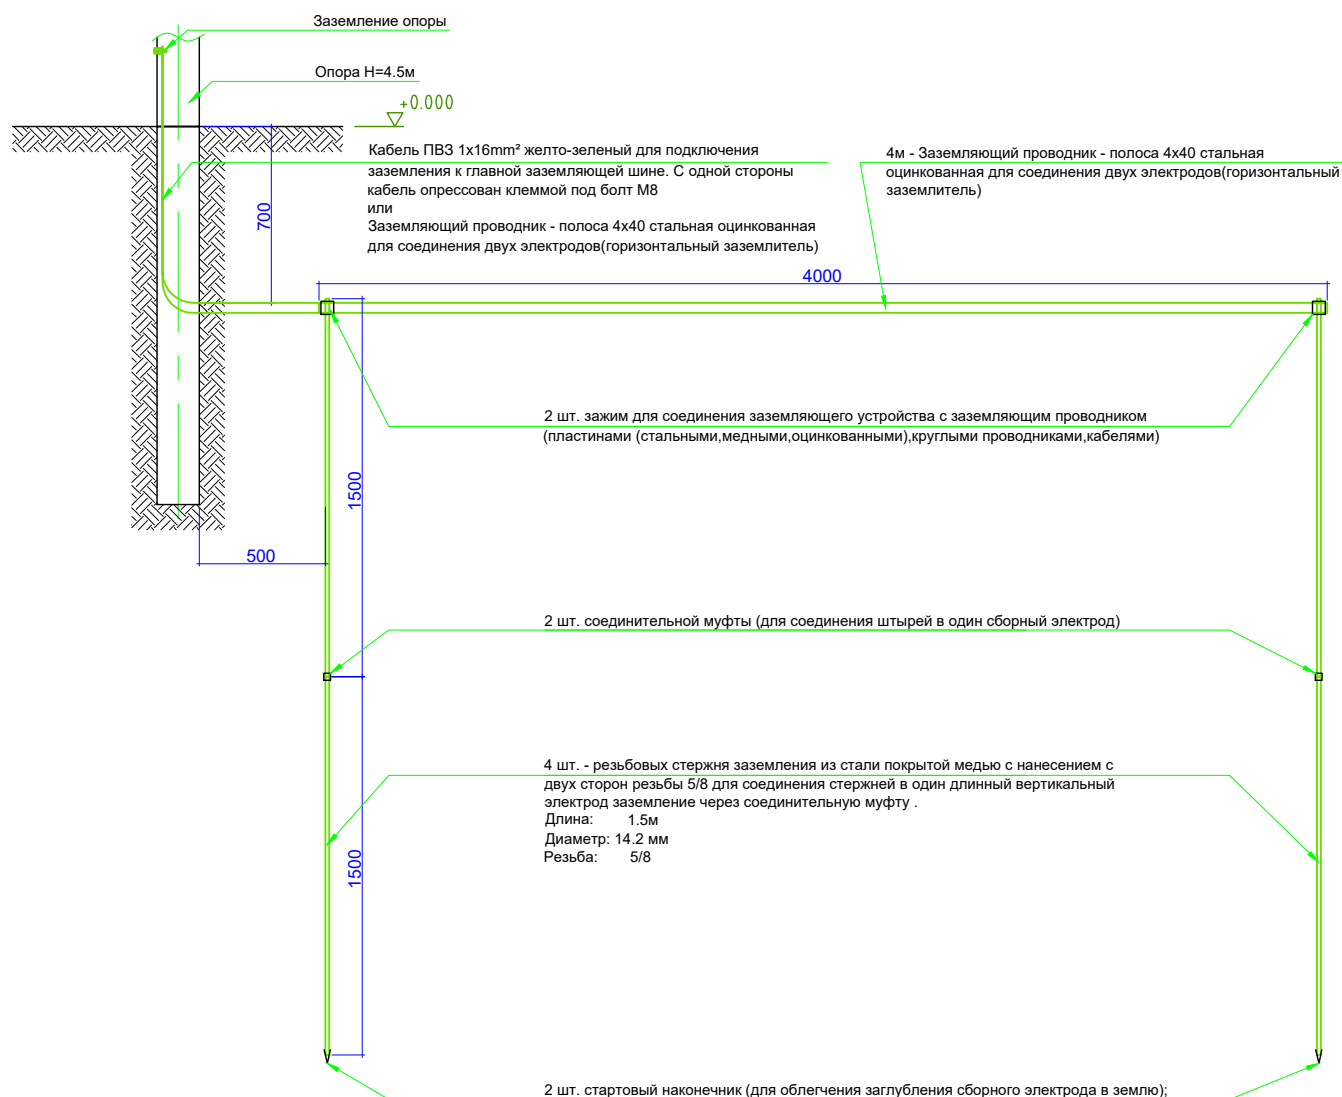 Заземление опоры
Опора Н=4.5м
+0.000
Кабель ПВ3 1х16mm² желто-зеленый для подключения
заземления к главной заземляющей шине. С одной стороны
кабель опрессован клеммой под болт М8
или
Заземляющий проводник - полоса 4х40 стальная оцинкованная
для соединения двух электродов(горизонтальный заземлитель)
4м - Заземляющий проводник - полоса 4х40 стальная
оцинкованная для соединения двух электродов(горизонтальный
заземлитель)
700
4000
2 шт. зажим для соединения заземляющего устройства с заземляющим проводником
(пластинами (стальными,медными,оцинкованными),круглыми проводниками,кабелями)
1500
500
2 шт. соединительной муфты (для соединения штырей в один сборный электрод)
4 шт. - резьбовых стержня заземления из стали покрытой медью с нанесением с
двух сторон резьбы 5/8 для соединения стержней в один длинный вертикальный
электрод заземление через соединительную муфту .
Длина: 1.5м
Диаметр: 14.2 мм
Резьба: 5/8
1500
2 шт. стартовый наконечник (для облегчения заглубления сборного электрода в землю);